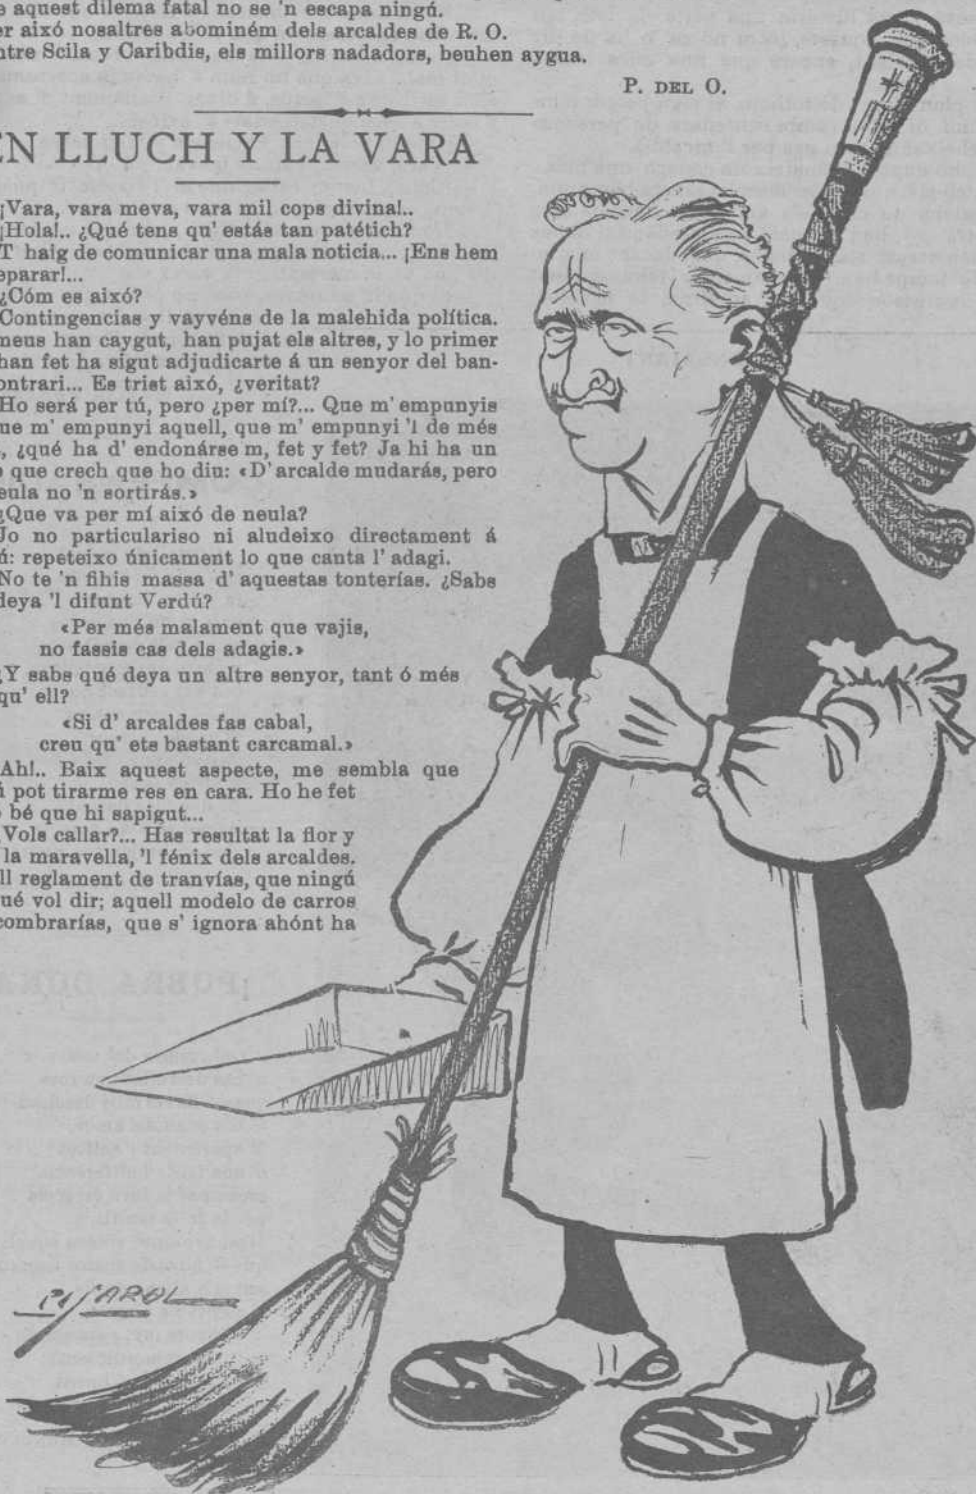 aquest dilema fatal no se 'n escapa ningú.
er aixó nosaltres abominém dels arcaldes de R. O.
ntre Scila y Caribdis, els millors nadadors, beuhen aygua.
P. DEL O.
EN LLUCH Y LA VARA
¡Vara, vara meva, vara mil cops divina!..
¡Hola!.. ¿Qué tens qu' estás tan patétich?
T haig de comunicar una mala noticia... ¡Ens hem
eparar!...
¿Cóm es aixó?
Contingencias y vayvéns de la malehida política.
meus han caygut, han pujat els altres, y lo primer
han fet ha sigut adjudicarte á un senyor del ban-
ontrari... Es trist aixó, ¿veritat?
Ho será per tú, pero ¿per mí?... Que m' empunyis
ue m' empunyi aquell, que m' empunyi 'l de més
, ¿qué ha d' endonárse m, fet y fet? Ja hi ha un
que crech que ho diu: «D' arcalde mudarás, pero
eula no 'n sortirás.»
¿Que va per mí aixó de neula?
Jo no particulariso ni aludeixo directament á
ú: repeteixo únicament lo que canta l' adagi.
No te 'n fihis massa d' aquestas tonterías. ¿Sabs
deya 'l difunt Verdú?
«Per més malament que vajis,
no fassis cas dels adagis.»
¿Y sabs qué deya un altre senyor, tant ó més
qu' ell?
«Si d' arcaldes fas cabal,
creu qu' ets bastant carcamal.»
Ah!.. Baix aquest aspecte, me sembla que
ú pot tirarme res en cara. Ho he fet
bé que hi sapigut...
¿Vols callar?... Has resultat la flor y
la maravella, 'l fénix dels arcaldes.
ll reglament de tranvías, que ningú
ué vol dir; aquell modelo de carros
combrarías, que s' ignora ahónt ha
¡POBRA DONA
PICAROL